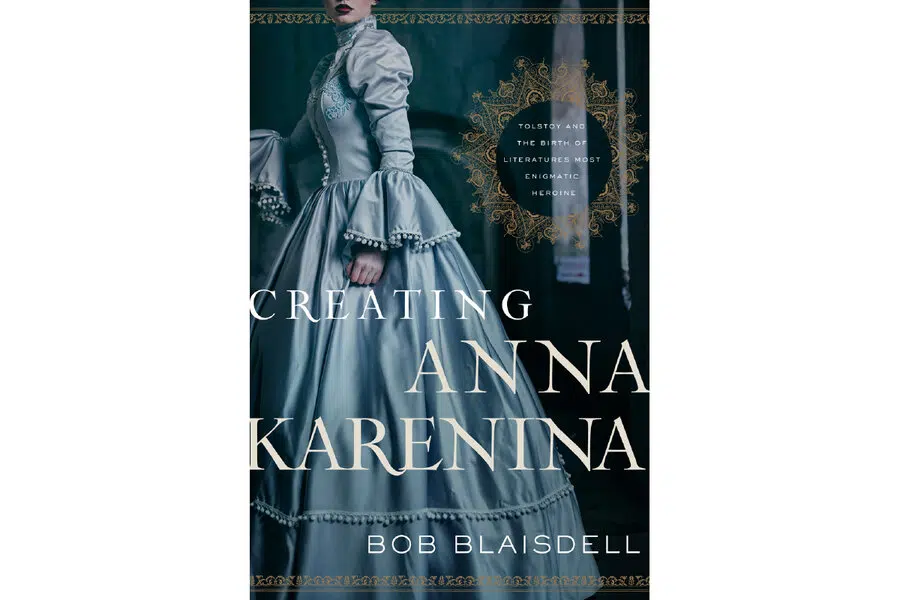 TOLSTOY AND
THE BIRTH OF
LITERATURES MOST
ENIGMATIC
HEROINE
CREATING
ANNA
KARENINA
BOB BLAISDELL